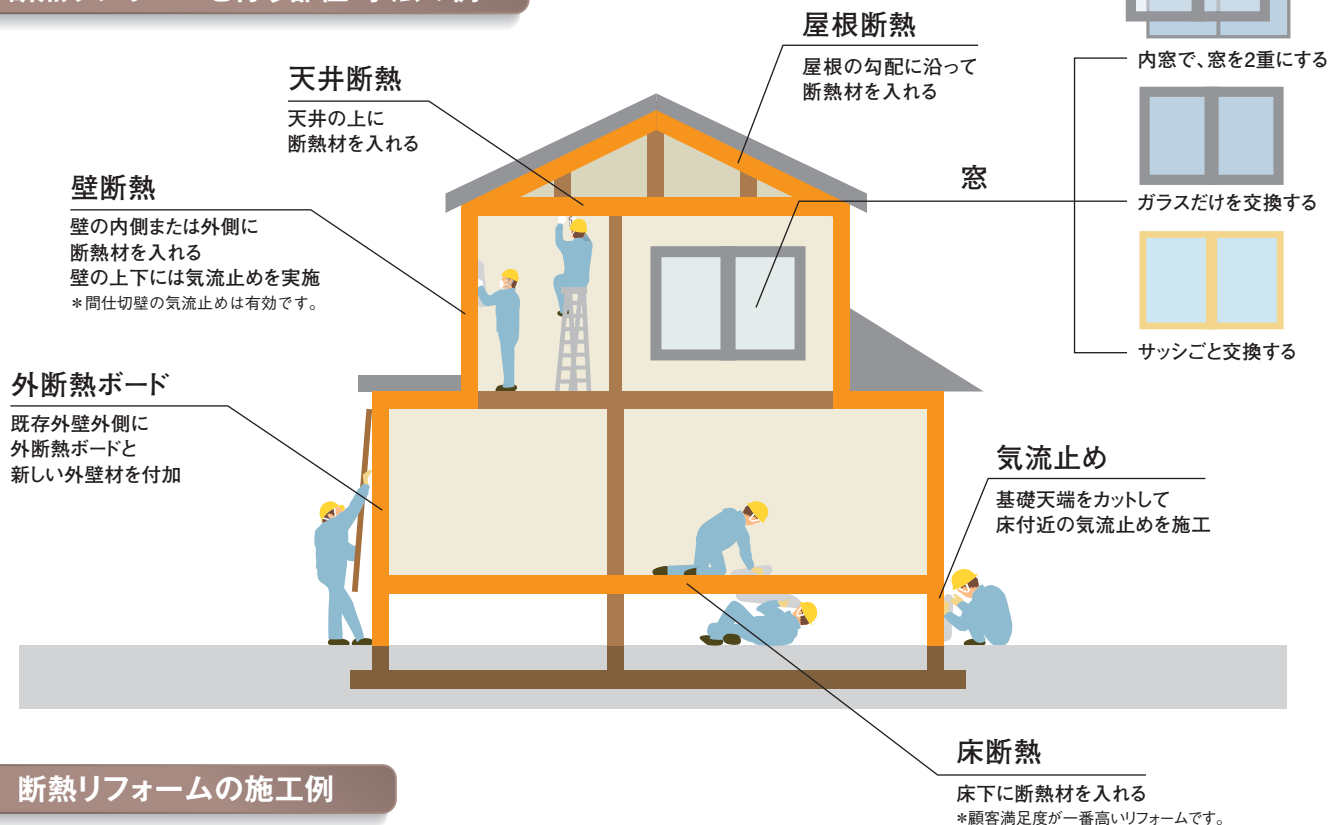 屋根断熱
屋根の勾配に沿って
断熱材を入れる
天井断熱
天井の上に
断熱材を入れる
壁断熱
壁の内側または外側に
断熱材を入れる
壁の上下には気流止めを実施
*間仕切壁の気流止めは有効です。
外断熱ボード
既存外壁外側に
外断熱ボードと
新しい外壁材を付加
窓
内窓で、窓を2重にする
ガラスだけを交換する
サッシごと交換する
気流止め
基礎天端をカットして
床付近の気流止めを施工
床断熱
床下に断熱材を入れる
*顧客満足度が一番高いリフォームです。
断熱リフォームの施工例